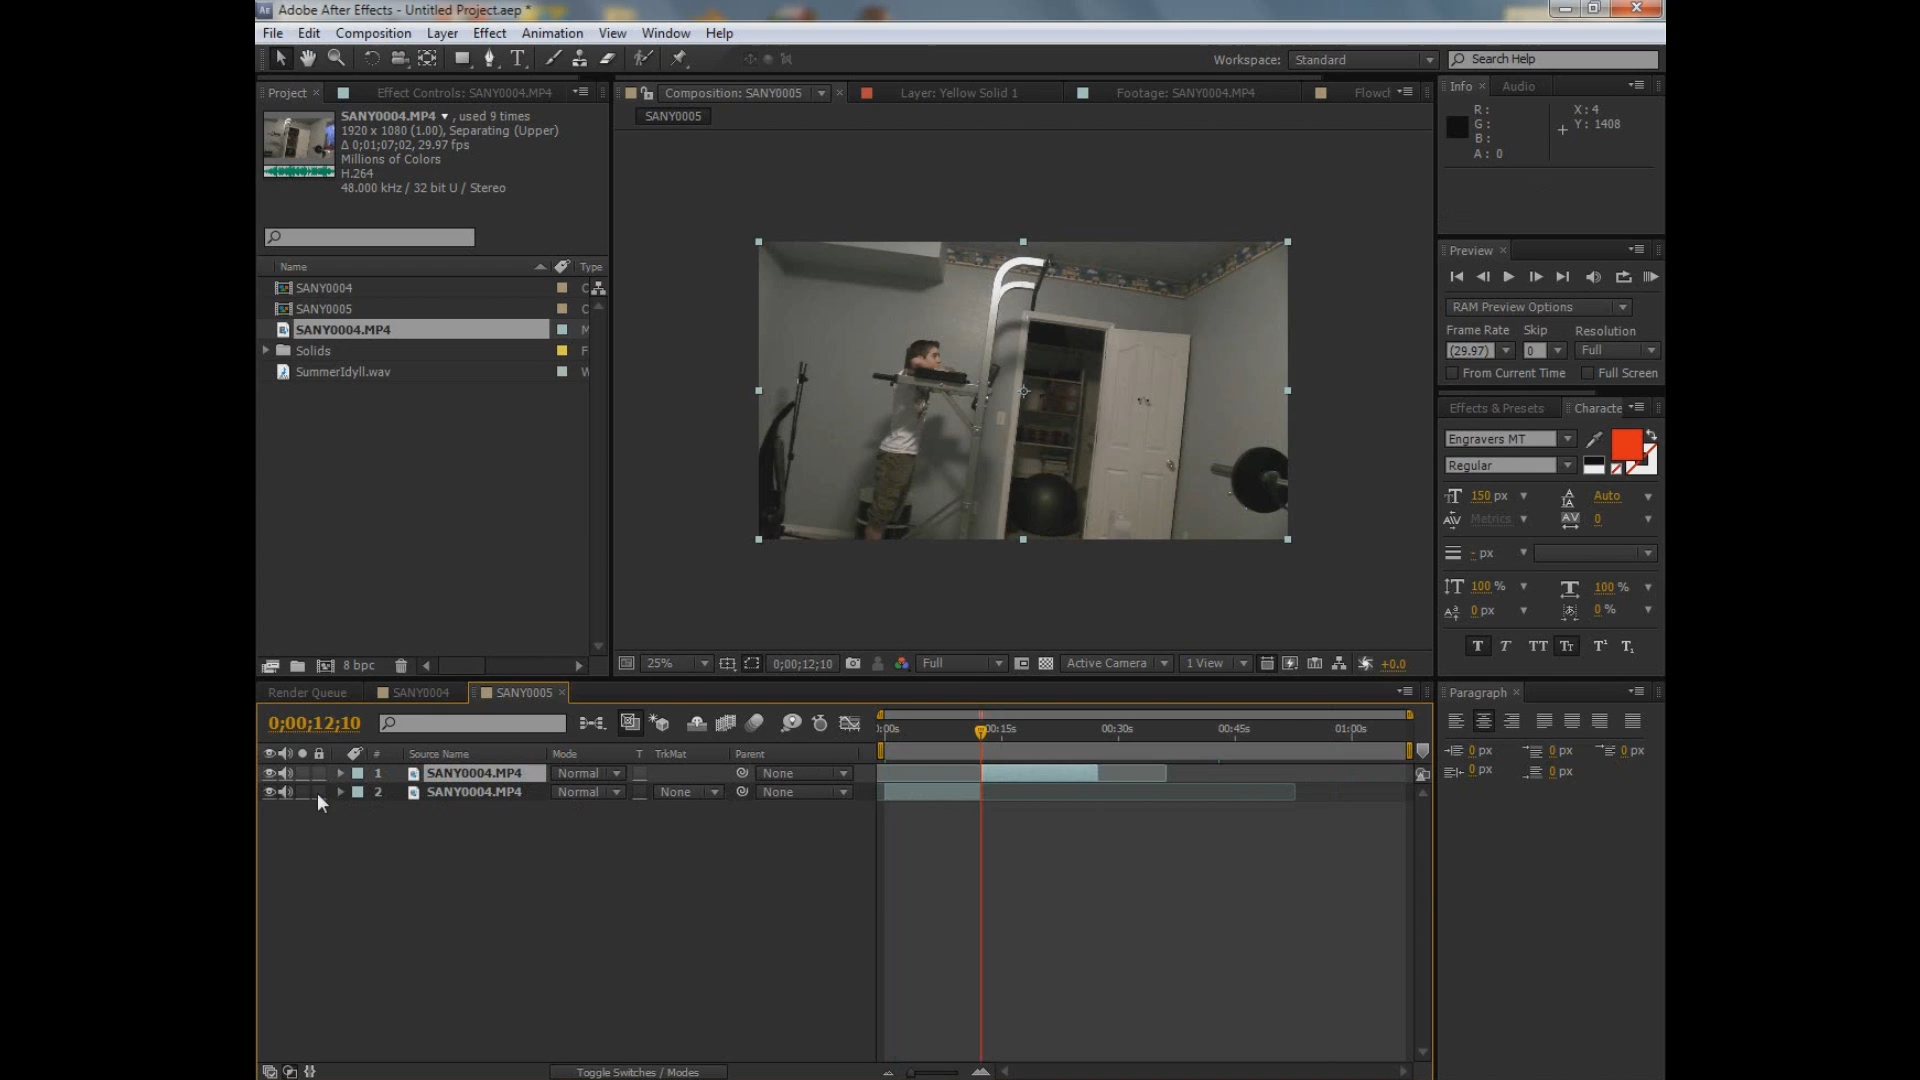 Adobe After Effects - Untitled Project.aep *
File Edit Composition Layer Effect Animation View Window Help
Workspace: Standard Search Help
Project Effect Controls: SANY0004.MP4 Composition: SANY0005 Layer: Yellow Solid 1 Footage: SANY0004.MP4 Flowch Info Audio
SANY0005
SANY0004.MP4 , used 9 times
1920 x 1080 (1.00), Separating (Upper)
Δ 0;01;07;02, 29.97 fps
Millions of Colors
H.264
48.000 kHz / 32 bit U / Stereo
R: X: 4
G: Y: 1408
B:
A: 0
Name Type
SANY0004 C
SANY0005 C
SANY0004.MP4 M
Solids F
SummerIdyll.wav W
Preview
RAM Preview Options
Frame Rate Skip Resolution
(29.97) 0 Full
From Current Time Full Screen
Effects & Presets Characte
Engravers MT
Regular
150 px Auto
Metrics 0
- px
100 % 100 %
0 px 0 %
T T TT Tt T¹ T₁
8 bpc 25% 0;00;12;10 Full Active Camera 1 View +0.0
Render Queue SANY0004 SANY0005
0;00;12;10 ):00s 00:15s 00:30s 00:45s 01:00s
# Source Name Mode T TrkMat Parent
1 SANY0004.MP4 Normal None
2 SANY0004.MP4 Normal None None
Toggle Switches / Modes
Paragraph
0 px 0 px 0 px
0 px 0 px